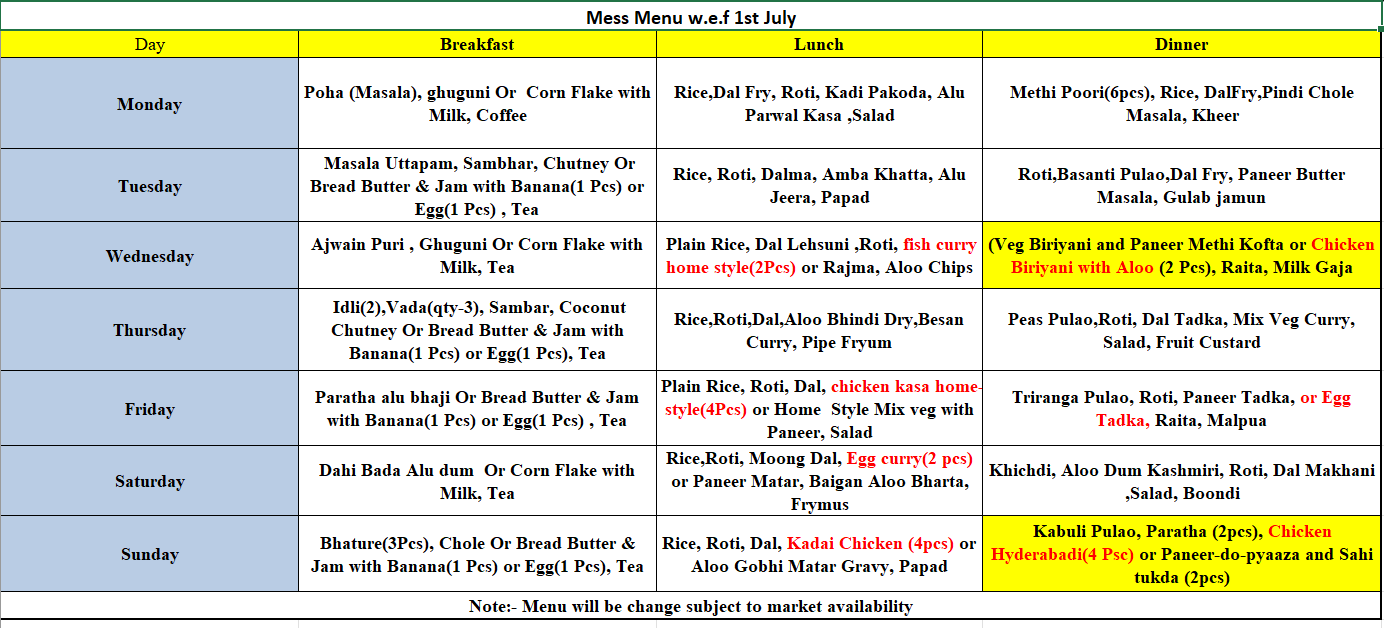 Mess Menu w.e.f 1st July
Day
Breakfast
Lunch
Dinner
Monday
Poha (Masala), ghuguni Or  Corn Flake with
Milk, Coffee
Rice,Dal Fry, Roti, Kadi Pakoda, Alu
Parwal Kasa ,Salad
Methi Poori(6pcs), Rice, DalFry,Pindi Chole
Masala, Kheer
Tuesday
Masala Uttapam, Sambhar, Chutney Or
Bread Butter & Jam with Banana(1 Pcs) or
Egg(1 Pcs) , Tea
Rice, Roti, Dalma, Amba Khatta, Alu
Jeera, Papad
Roti,Basanti Pulao,Dal Fry, Paneer Butter
Masala, Gulab jamun
Wednesday
Ajwain Puri , Ghuguni Or Corn Flake with
Milk, Tea
Plain Rice, Dal Lehsuni ,Roti, fish curry
home style(2Pcs) or Rajma, Aloo Chips
(Veg Biriyani and Paneer Methi Kofta or Chicken
Biriyani with Aloo (2 Pcs), Raita, Milk Gaja
Thursday
Idli(2),Vada(qty-3), Sambar, Coconut
Chutney Or Bread Butter & Jam with
Banana(1 Pcs) or Egg(1 Pcs), Tea
Rice,Roti,Dal,Aloo Bhindi Dry,Besan
Curry, Pipe Fryum
Peas Pulao,Roti, Dal Tadka, Mix Veg Curry,
Salad, Fruit Custard
Friday
Paratha alu bhaji Or Bread Butter & Jam
with Banana(1 Pcs) or Egg(1 Pcs) , Tea
Plain Rice, Roti, Dal, chicken kasa home-
style(4Pcs) or Home  Style Mix veg with
Paneer, Salad
Triranga Pulao, Roti, Paneer Tadka, or Egg
Tadka, Raita, Malpua
Saturday
Dahi Bada Alu dum  Or Corn Flake with
Milk, Tea
Rice,Roti, Moong Dal, Egg curry(2 pcs)
or Paneer Matar, Baigan Aloo Bharta,
Frymus
Khichdi, Aloo Dum Kashmiri, Roti, Dal Makhani
,Salad, Boondi
Sunday
Bhature(3Pcs), Chole Or Bread Butter &
Jam with Banana(1 Pcs) or Egg(1 Pcs), Tea
Rice, Roti, Dal, Kadai Chicken (4pcs) or
Aloo Gobhi Matar Gravy, Papad
Kabuli Pulao, Paratha (2pcs), Chicken
Hyderabadi(4 Psc) or Paneer-do-pyaaza and Sahi
tukda (2pcs)
Note:- Menu will be change subject to market availability